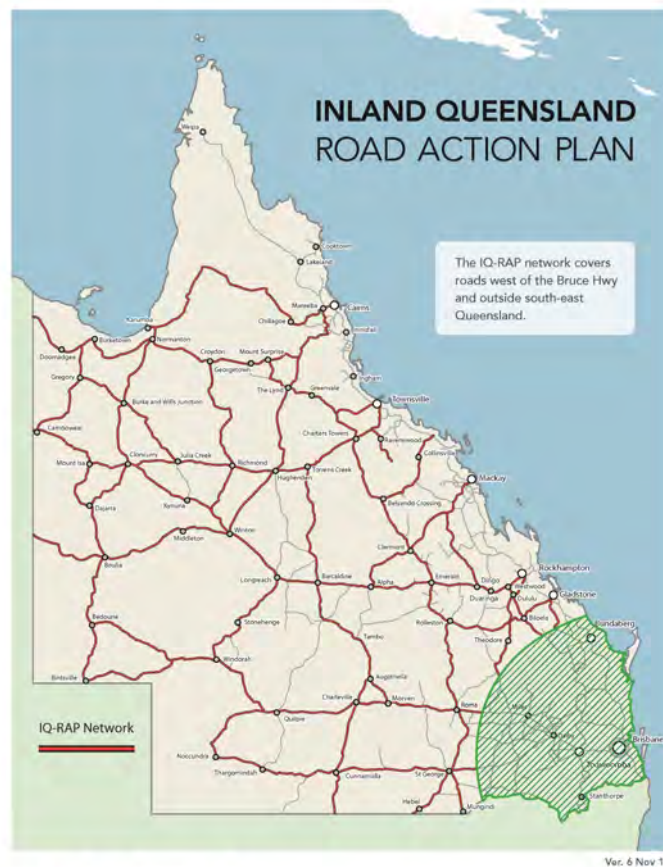 INLAND QUEENSLAND
ROAD ACTION PLAN
The IQ-RAP network covers
roads west of the Bruce Hwy
and outside south-east
Queensland.
Weipa
Cooktown
Lakeland
Mareeba
Cairns
Chillagoe
Innisfail
Karumba
Burketown
Normanton
Doomadgee
Croydon
Mount Surprise
Georgetown
Ingham
Gregory
The Lynd
Greenvale
Townsville
Burke and Wills Junction
Camooweal
Charters Towers
Ravenswood
Collinsville
Mount Isa
Cloncurry
Julia Creek
Richmond
Torrens Creek
Hughenden
Mackay
Dajarra
Kynuna
Belyando Crossing
Middleton
Winton
Clermont
Boulia
Rockhampton
Longreach
Barcaldine
Alpha
Emerald
Dingo
Westwood
Duaringa
Dululu
Gladstone
Bedourie
Stonehenge
Rolleston
Biloela
Bundaberg
Tambo
Theodore
Windorah
Birdsville
Augathella
Charleville
Morven
Roma
Miles
IQ-RAP Network
Quilpie
Dalby
Brisbane
Toowoomba
Noccundra
Thargomindah
Cunnamulla
St George
Stanthorpe
Hebel
Mungindi
Ver. 6 Nov 1